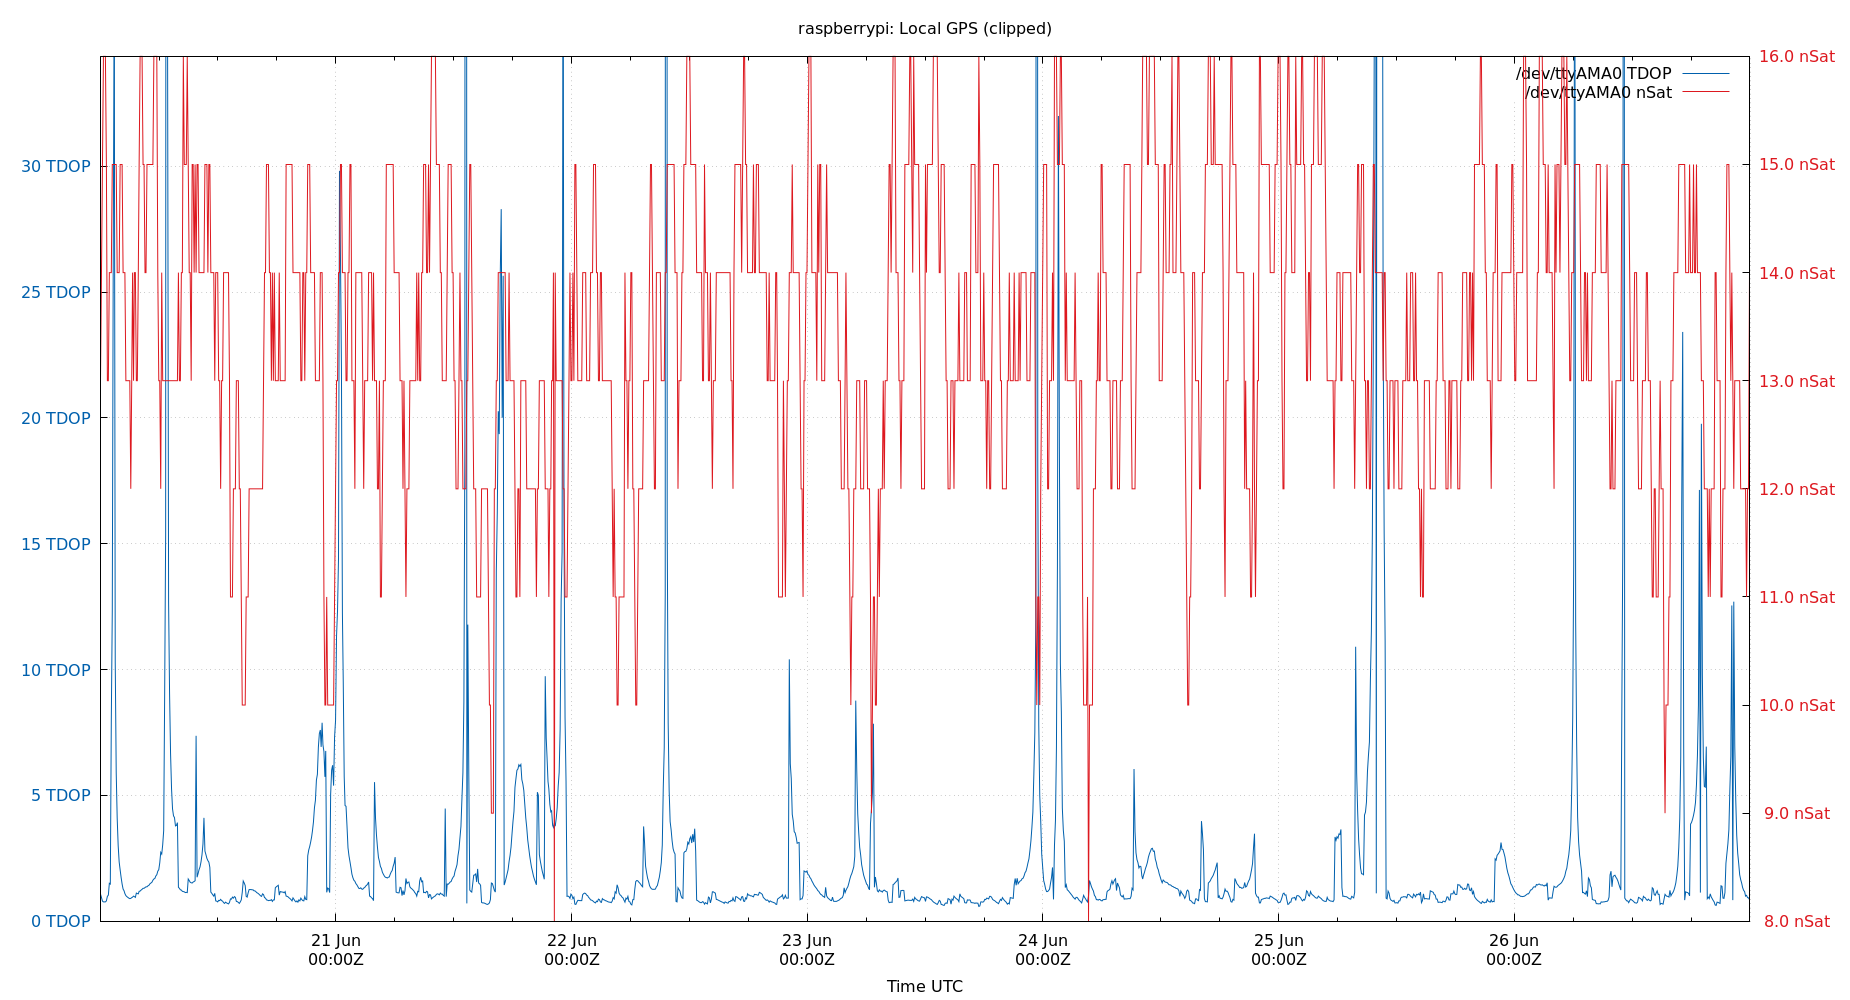 raspberrypi: Local GPS (clipped)
16.0 nSat
/dev/ttyAMA0 TDOP
/dev/ttyAMA0 nSat
30 TDOP
15.0 nSat
25 TDOP
14.0 nSat
20 TDOP
13.0 nSat
15 TDOP
12.0 nSat
10 TDOP
11.0 nSat
5 TDOP
10.0 nSat
0 TDOP
9.0 nSat
8.0 nSat
21 Jun
00:00Z
22 Jun
00:00Z
23 Jun
00:00Z
24 Jun
00:00Z
25 Jun
00:00Z
26 Jun
00:00Z
Time UTC